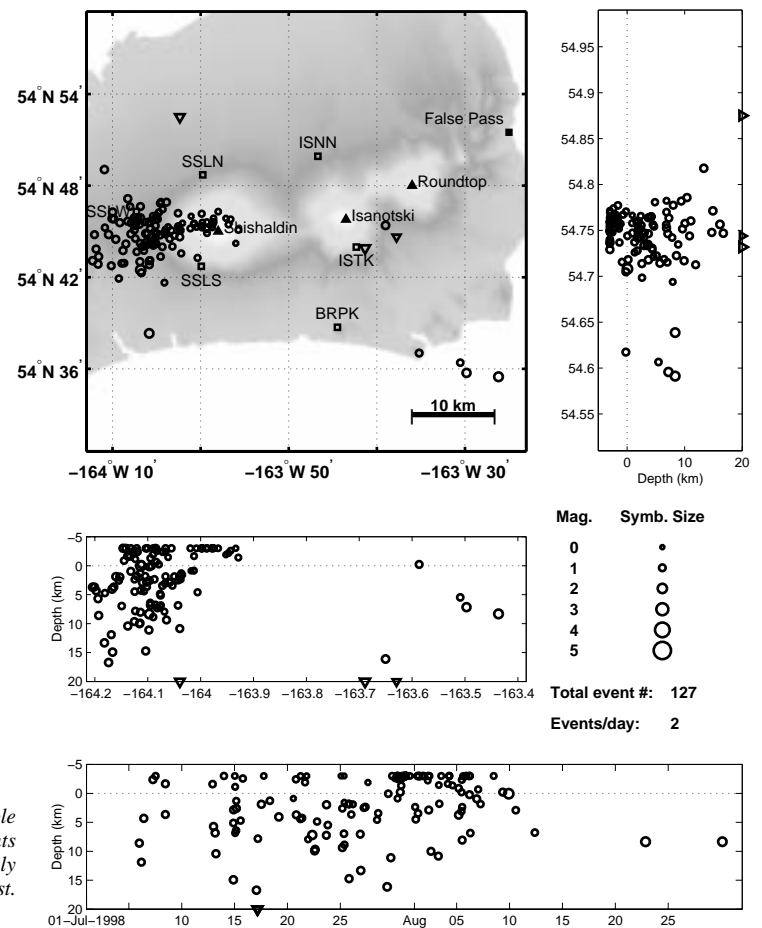 54°N 54'
54°N 48'
54°N 42'
54°N 36'
False Pass
ISNN
SSLN
Roundtop
SSLW
Shishaldin
Isanotski
ISTK
SSLS
BRPK
10 km
−164°W 10'
−163°W 50'
−163°W 30'
54.95
54.9
54.85
54.8
54.75
54.7
54.65
54.6
54.55
0 10 20
Depth (km)
−5
0
5
10
15
20
Depth (km)
−164.2 −164.1 −164 −163.9 −163.8 −163.7 −163.6 −163.5 −163.4
Mag. Symb. Size
0
1
2
3
4
5
Total event #: 127
Events/day: 2
−5
0
5
10
15
20
Depth (km)
01−Jul−1998 10 15 20 25 Aug 05 10 15 20 25
ly
st.